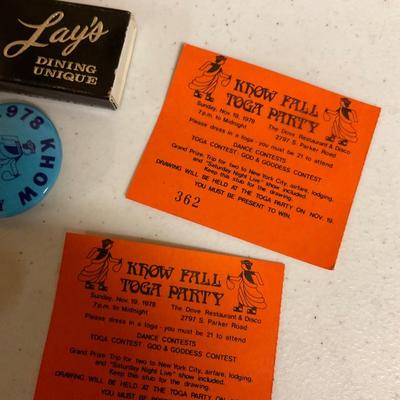 Lay's
DINING
UNIQUE
1978 KHOW
KHOW FALL
TOGA PARTY
Sunday, Nov. 19, 1978
7p.m. to Midnight
The Dove Restaurant & Disco
2797 S. Parker Road
Please dress in a toga - you must be 21 to attend
DANCE CONTESTS
TOGA CONTEST - GOD & GODDESS CONTEST
Grand Prize Trip for two to New York City, airfare, lodging,
and "Saturday Night Live" show included.
Keep this stub for the drawing.
DRAWING WILL BE HELD AT THE TOGA PARTY ON NOV. 19.
YOU MUST BE PRESENT TO WIN.
362
KHOW FALL
TOGA PARTY
Sunday, Nov. 19, 1978
7p.m. to Midnight
The Dove Restaurant & Disco
2797 S. Parker Road
Please dress in a toga - you must be 21 to attend
DANCE CONTESTS
TOGA CONTEST - GOD & GODDESS CONTEST
Grand Prize Trip for two to New York City, airfare, lodging,
and "Saturday Night Live" show included.
Keep this stub for the drawing.
DRAWING WILL BE HELD AT THE TOGA PARTY ON NOV. 19.